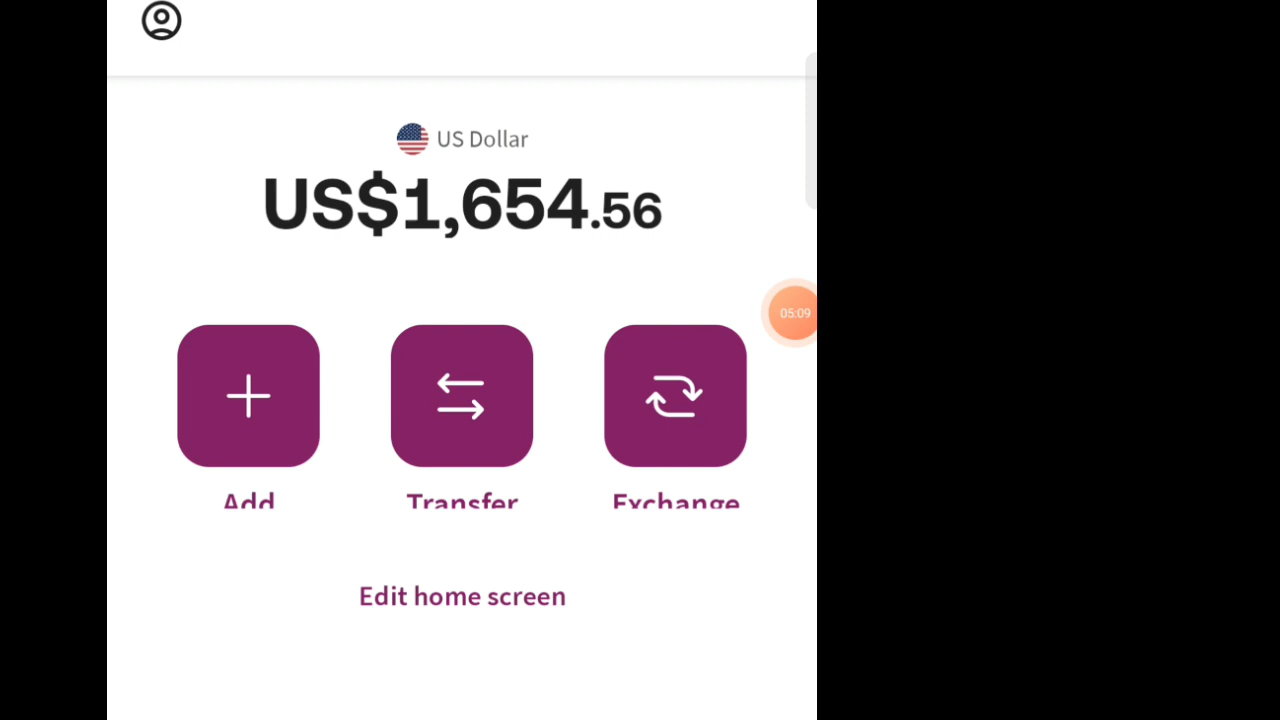 US Dollar
US$1,654.56
05:09
Add Transfer Exchange
Edit home screen